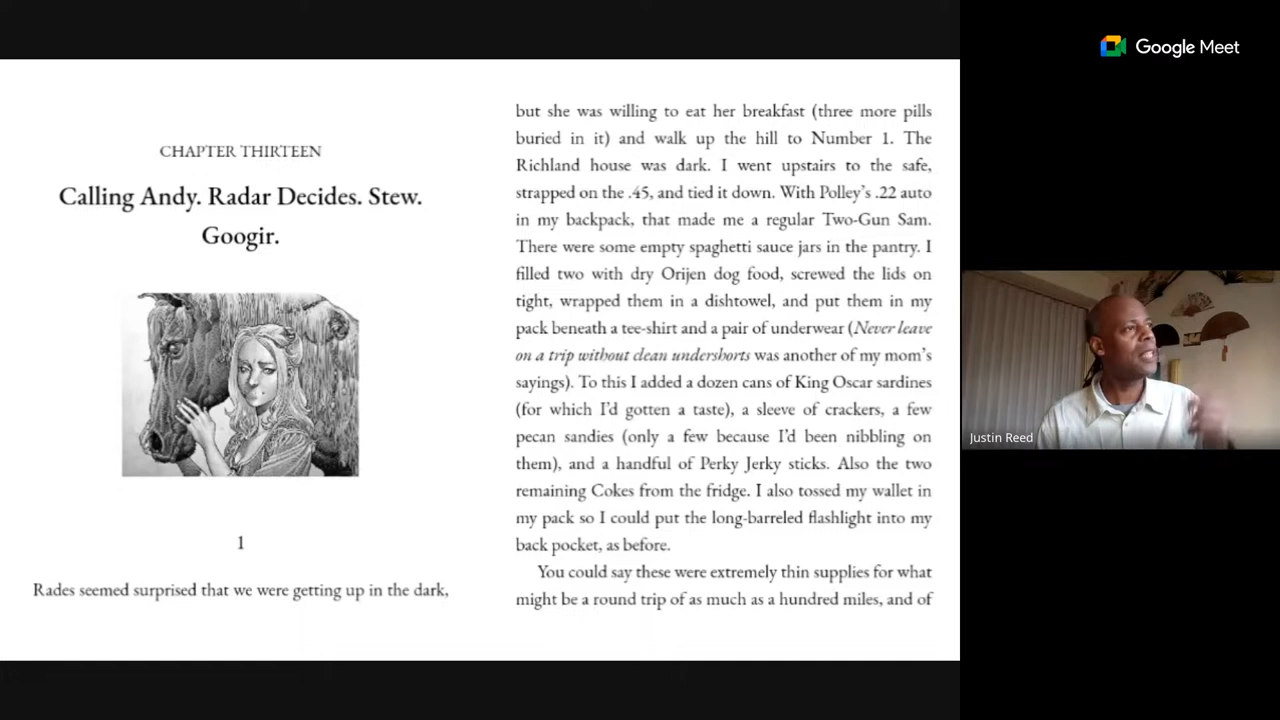 CHAPTER THIRTEEN
Calling Andy. Radar Decides. Stew.
Googir.
1
Rades seemed surprised that we were getting up in the dark,
but she was willing to eat her breakfast (three more pills
buried in it) and walk up the hill to Number 1. The
Richland house was dark. I went upstairs to the safe,
strapped on the .45, and tied it down. With Polley’s .22 auto
in my backpack, that made me a regular Two-Gun Sam.
There were some empty spaghetti sauce jars in the pantry. I
filled two with dry Orijen dog food, screwed the lids on
tight, wrapped them in a dishtowel, and put them in my
pack beneath a tee-shirt and a pair of underwear (Never leave
on a trip without clean undershorts was another of my mom’s
sayings). To this I added a dozen cans of King Oscar sardines
(for which I’d gotten a taste), a sleeve of crackers, a few
pecan sandies (only a few because I’d been nibbling on
them), and a handful of Perky Jerky sticks. Also the two
remaining Cokes from the fridge. I also tossed my wallet in
my pack so I could put the long-barreled flashlight into my
back pocket, as before.
You could say these were extremely thin supplies for what
might be a round trip of as much as a hundred miles, and of
Google Meet
Justin Reed